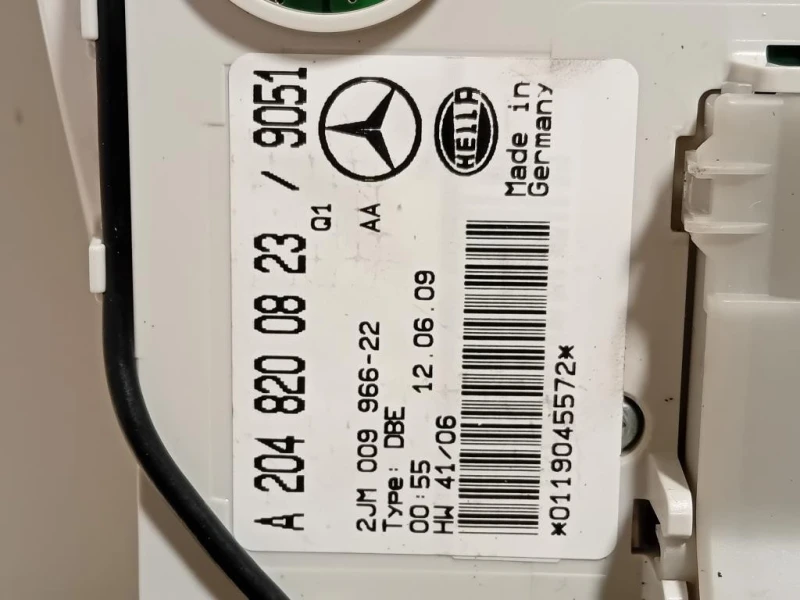 A 204 820 08 23 / 9051
Q1
AA
2JM 009 966-22
Type: DBE
00:55 12.06.09
HW 41/06
*0119045572*
HELLA
Made in
Germany